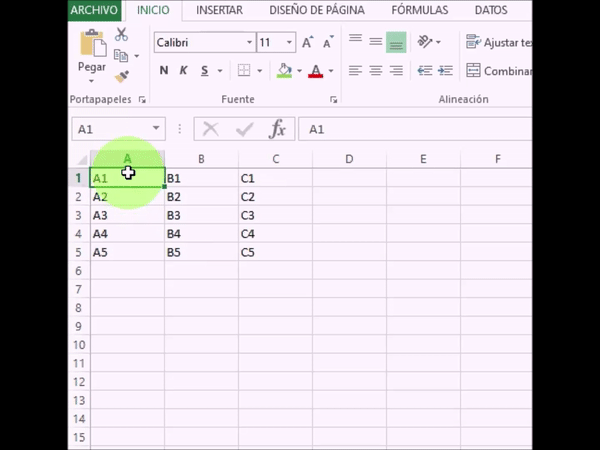 ARCHIVO INICIO INSERTAR DISEÑO DE PÁGINA FÓRMULAS DATOS
Pegar
Calibri 11 A A
N K S A
Ajustar tex
Combinar
Portapapeles Fuente Alineación
A1 fx A1
A B C D E F
1 A1 B1 C1
2 A2 B2 C2
3 A3 B3 C3
4 A4 B4 C4
5 A5 B5 C5
6
7
8
9
10
11
12
13
14
15